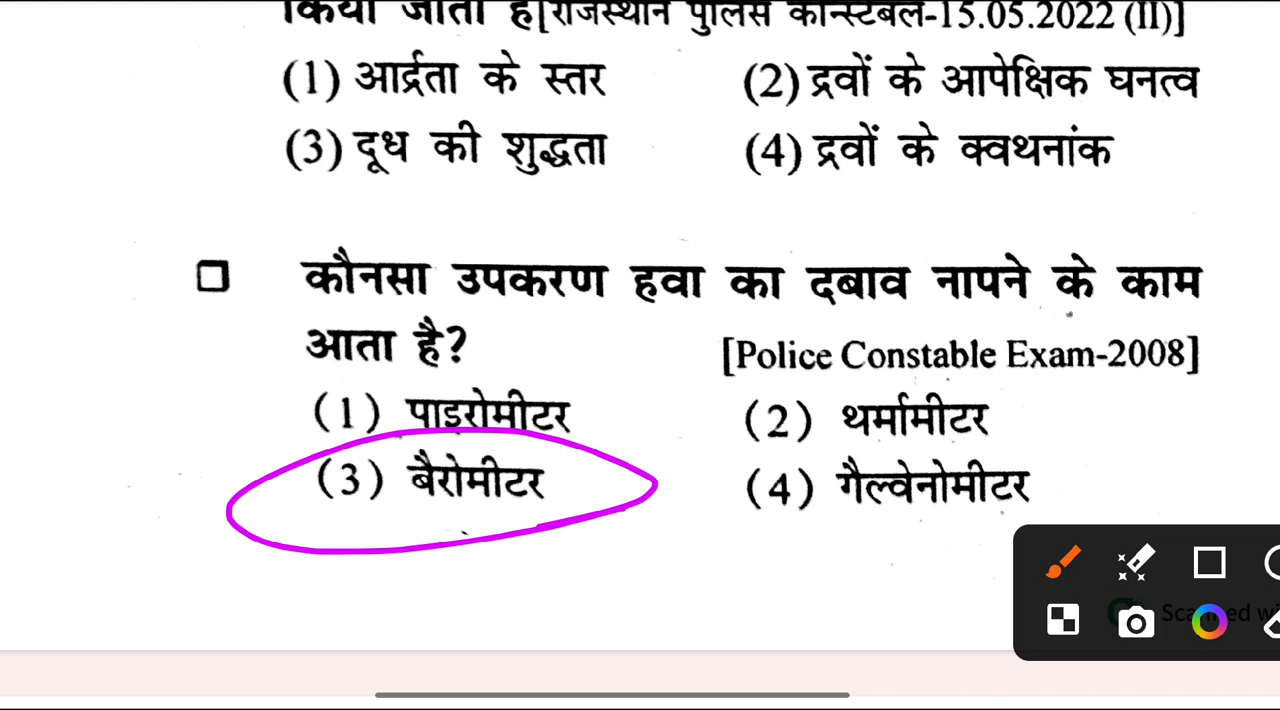 किया जाता है[राजस्थान पुलिस कॉन्स्टेबल-15.05.2022 (II)]
(1) आर्द्रता के स्तर (2) द्रवों के आपेक्षिक घनत्व
(3) दूध की शुद्धता (4) द्रवों के क्वथनांक
कौनसा उपकरण हवा का दबाव नापने के काम
आता है? [Police Constable Exam-2008]
(1) पाइरोमीटर (2) थर्मामीटर
(3) बैरोमीटर (4) गैल्वेनोमीटर
Scanned